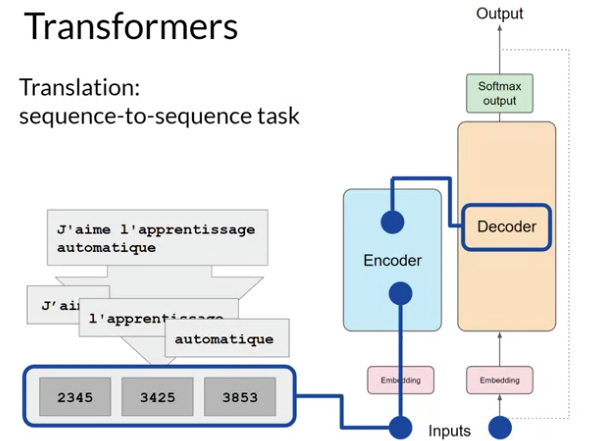 Transformers
Translation:
sequence-to-sequence task
J'aime l'apprentissage
automatique
J'ai
l'apprentissage
automatique
2345
3425
3853
Output
Softmax
output
Decoder
Encoder
Embedding
Embedding
Inputs